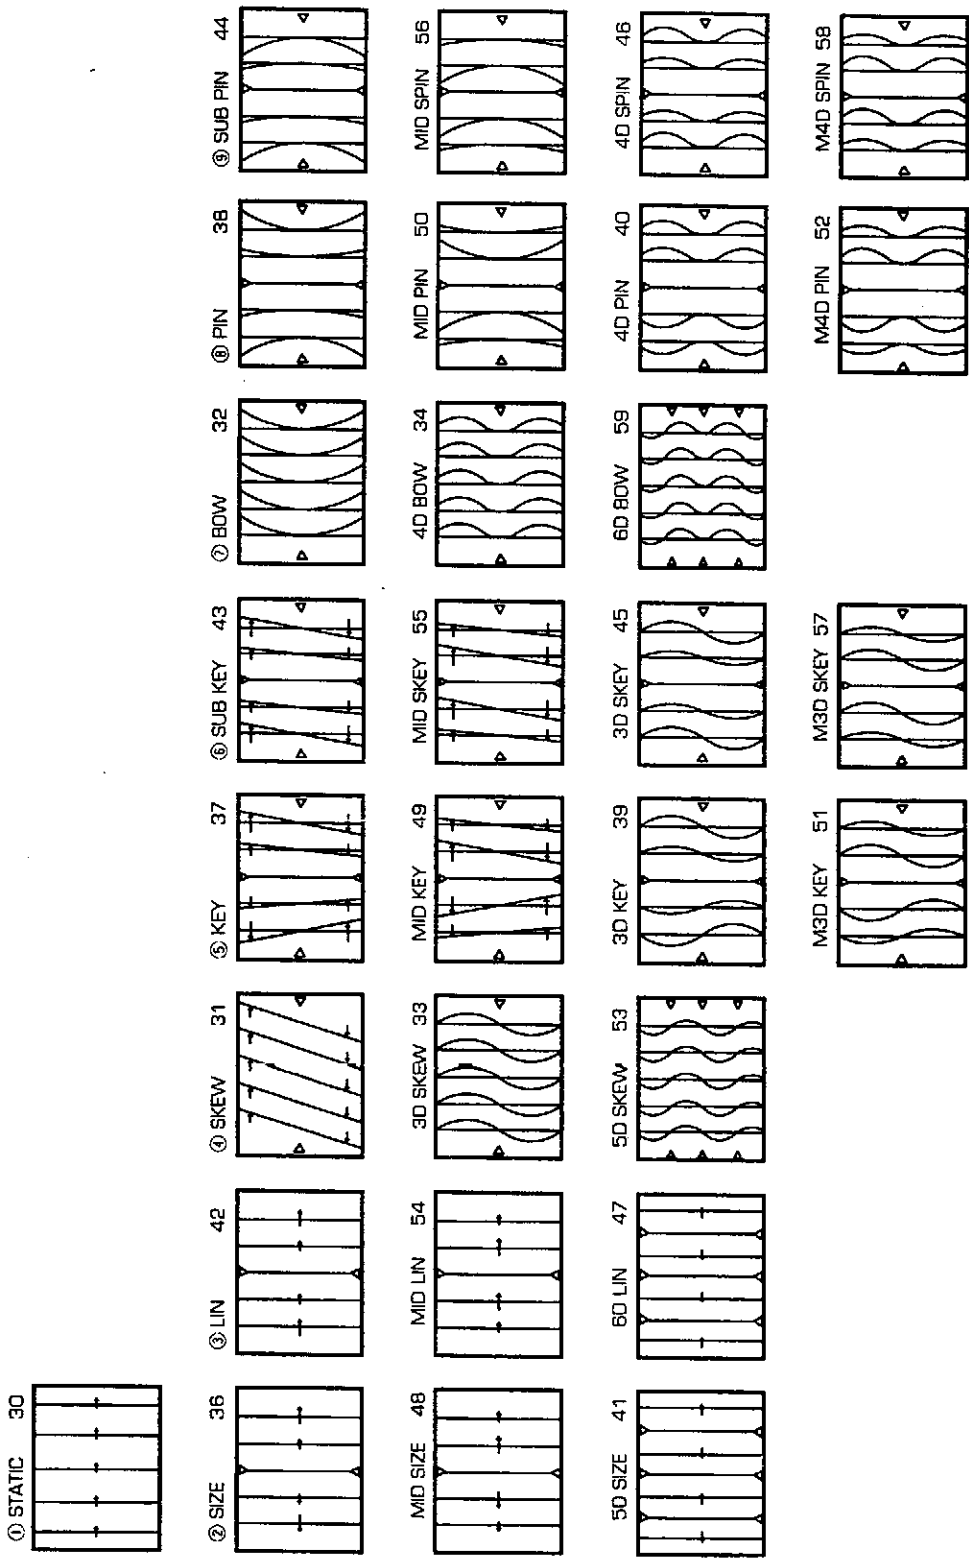 ① STATIC 30
② SIZE 36
③ LIN 42
④ SKEW 31
⑤ KEY 37
⑥ SUB KEY 43
⑦ BOW 32
⑧ PIN 38
⑨ SUB PIN 44
MID SIZE 48
MID LIN 54
3D SKEW 33
MID KEY 49
MID SKEY 55
4D BOW 34
MID PIN 50
MID SPIN 56
5D SIZE 41
6D LIN 47
5D SKEW 53
3D KEY 39
3D SKEY 45
6D BOW 59
4D PIN 40
4D SPIN 46
M3D KEY 51
M3D SKEY 57
M4D PIN 52
M4D SPIN 58